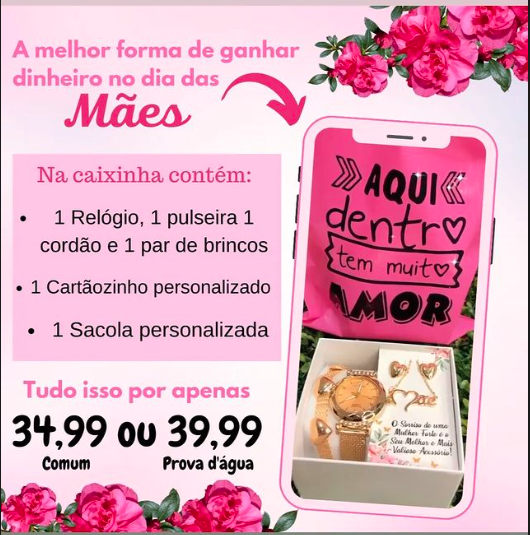 A melhor forma de ganhar
dinheiro no dia das
Mães
Na caixinha contém:
• 1 Relógio, 1 pulseira 1
cordão e 1 par de brincos
• 1 Cartãozinho personalizado
• 1 Sacola personalizada
Tudo isso por apenas
34,99 ou 39,99
Comum Prova d'água
AQUI
dentro
tem muito
AMOR
Mãe
O Sorriso de uma
Mulher Forte é o
Seu Melhor e Mais
Valioso Acessório!